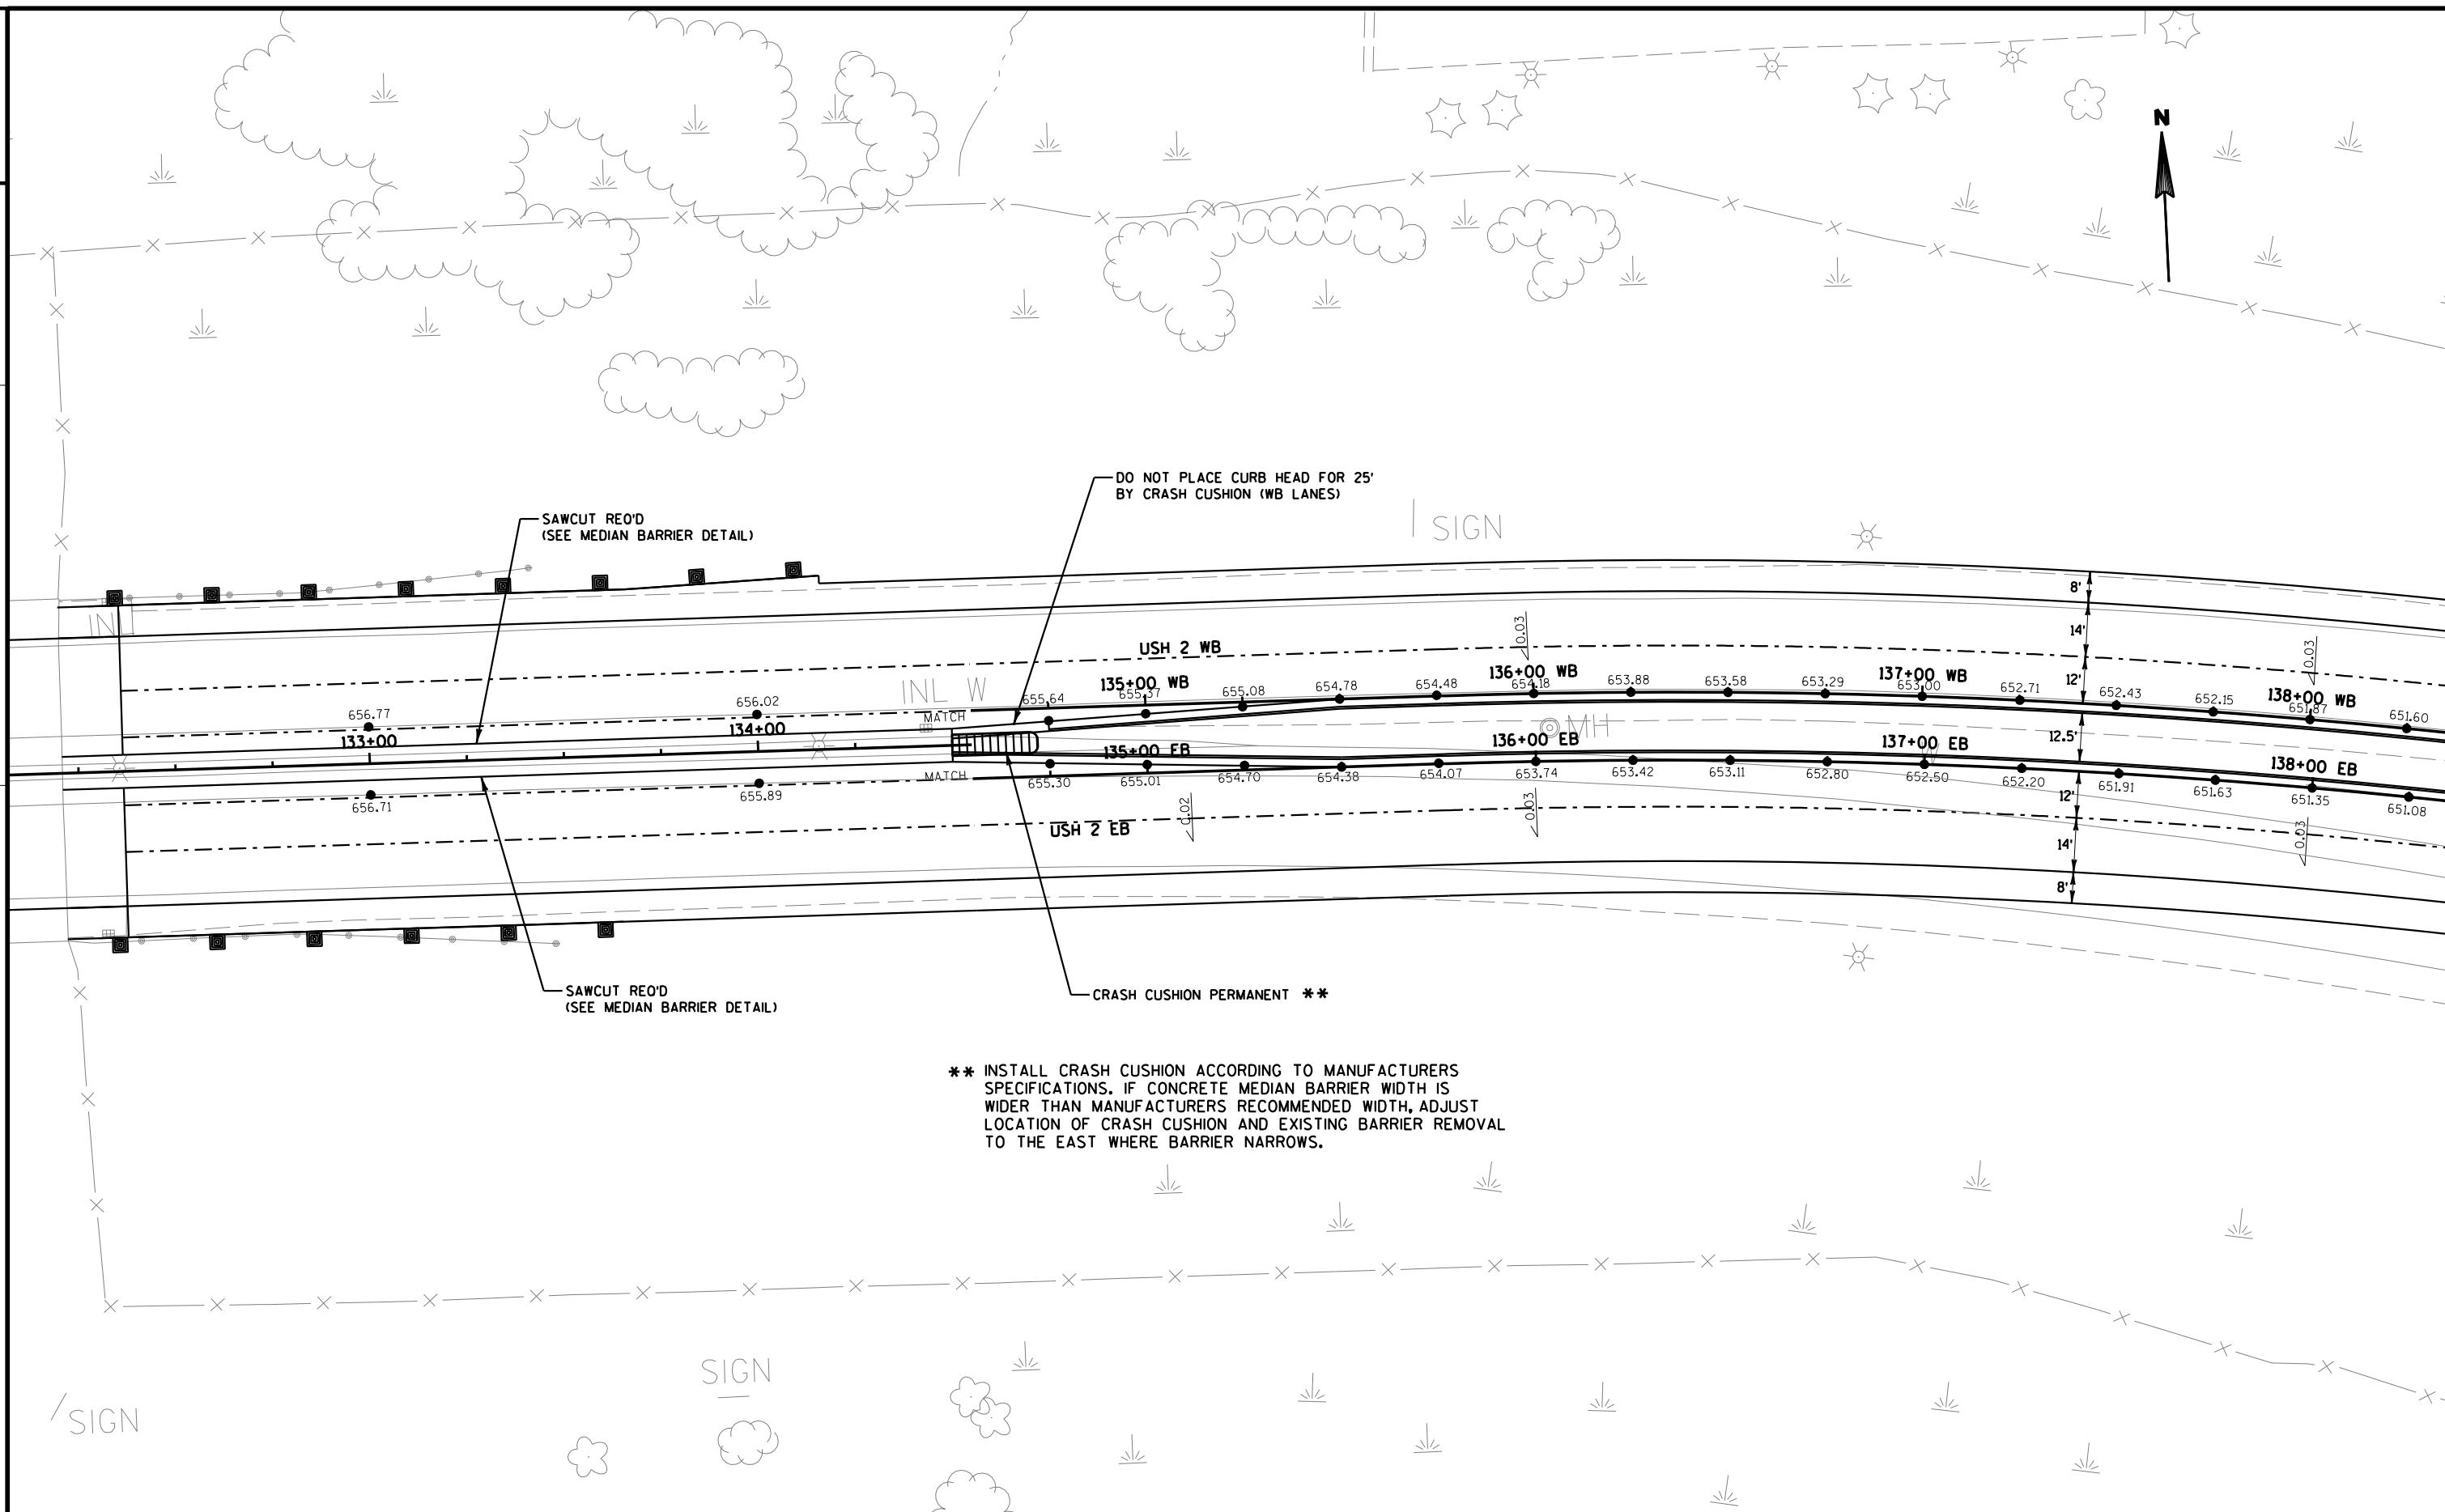 N
DO NOT PLACE CURB HEAD FOR 25'
BY CRASH CUSHION (WB LANES)
SAWCUT REQ'D
(SEE MEDIAN BARRIER DETAIL)
SIGN
8'
14'
12'
12.5'
12'
14'
8'
USH 2 WB
0.03
0.03
INL W
MATCH
135+00 WB
136+00 WB
137+00 WB
138+00 WB
656.77
656.02
655.64
655.37
655.08
654.78
654.48
654.18
653.88
653.58
653.29
653.00
652.71
652.43
652.15
651.87
651.60
133+00
134+00
MH
135+00 EB
136+00 EB
137+00 EB
138+00 EB
MATCH
656.71
655.89
655.30
655.01
654.70
654.38
654.07
653.74
653.42
653.11
652.80
652.50
652.20
651.91
651.63
651.35
651.08
0.02
0.03
0.03
USH 2 EB
SAWCUT REQ'D
(SEE MEDIAN BARRIER DETAIL)
CRASH CUSHION PERMANENT **
** INSTALL CRASH CUSHION ACCORDING TO MANUFACTURERS
SPECIFICATIONS. IF CONCRETE MEDIAN BARRIER WIDTH IS
WIDER THAN MANUFACTURERS RECOMMENDED WIDTH, ADJUST
LOCATION OF CRASH CUSHION AND EXISTING BARRIER REMOVAL
TO THE EAST WHERE BARRIER NARROWS.
SIGN
SIGN